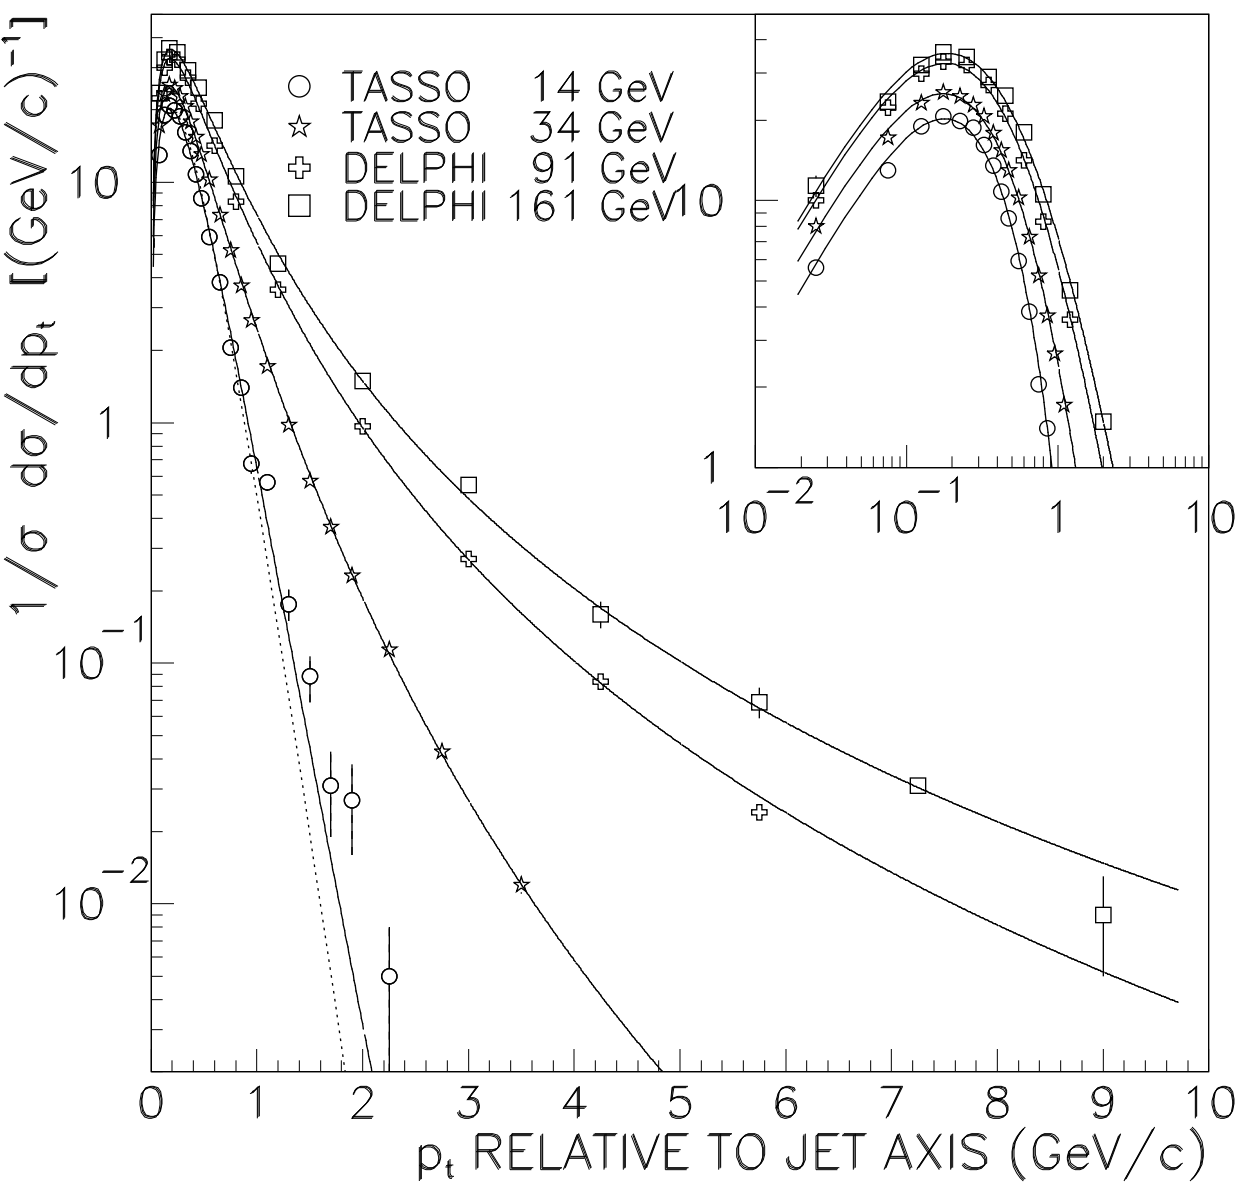 1/σ dσ/dpt [(GeV/c)⁻¹]
TASSO 14 GeV
TASSO 34 GeV
DELPHI 91 GeV
DELPHI 161 GeV
10
1
10⁻¹
10⁻²
0 1 2 3 4 5 6 7 8 9 10
pt RELATIVE TO JET AXIS (GeV/c)
10
1
10⁻² 10⁻¹ 1 10